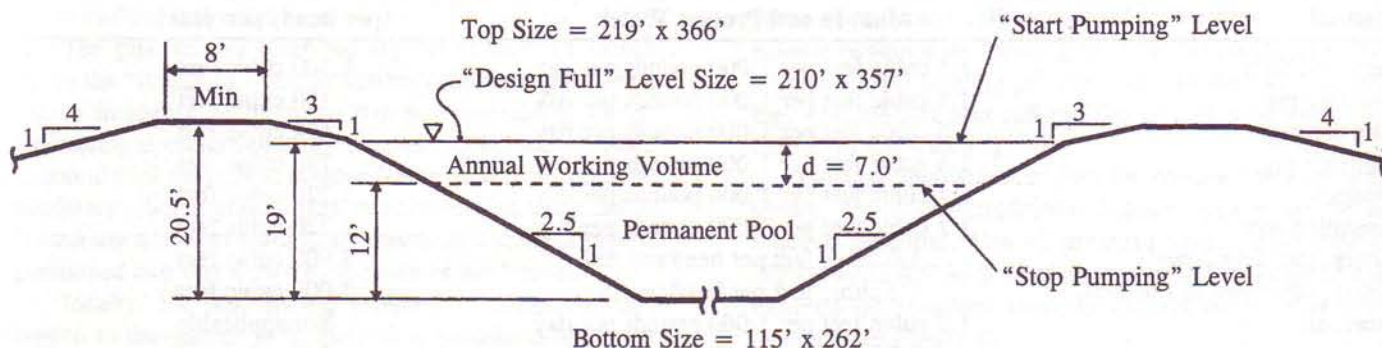 Top Size = 219' x 366'
"Start Pumping" Level
8'
Min
"Design Full" Level Size = 210' x 357'
4
1
3
1
1
3
4
1
Annual Working Volume
d = 7.0'
20.5'
19'
12'
2.5
1
Permanent Pool
2.5
1
"Stop Pumping" Level
Bottom Size = 115' x 262'